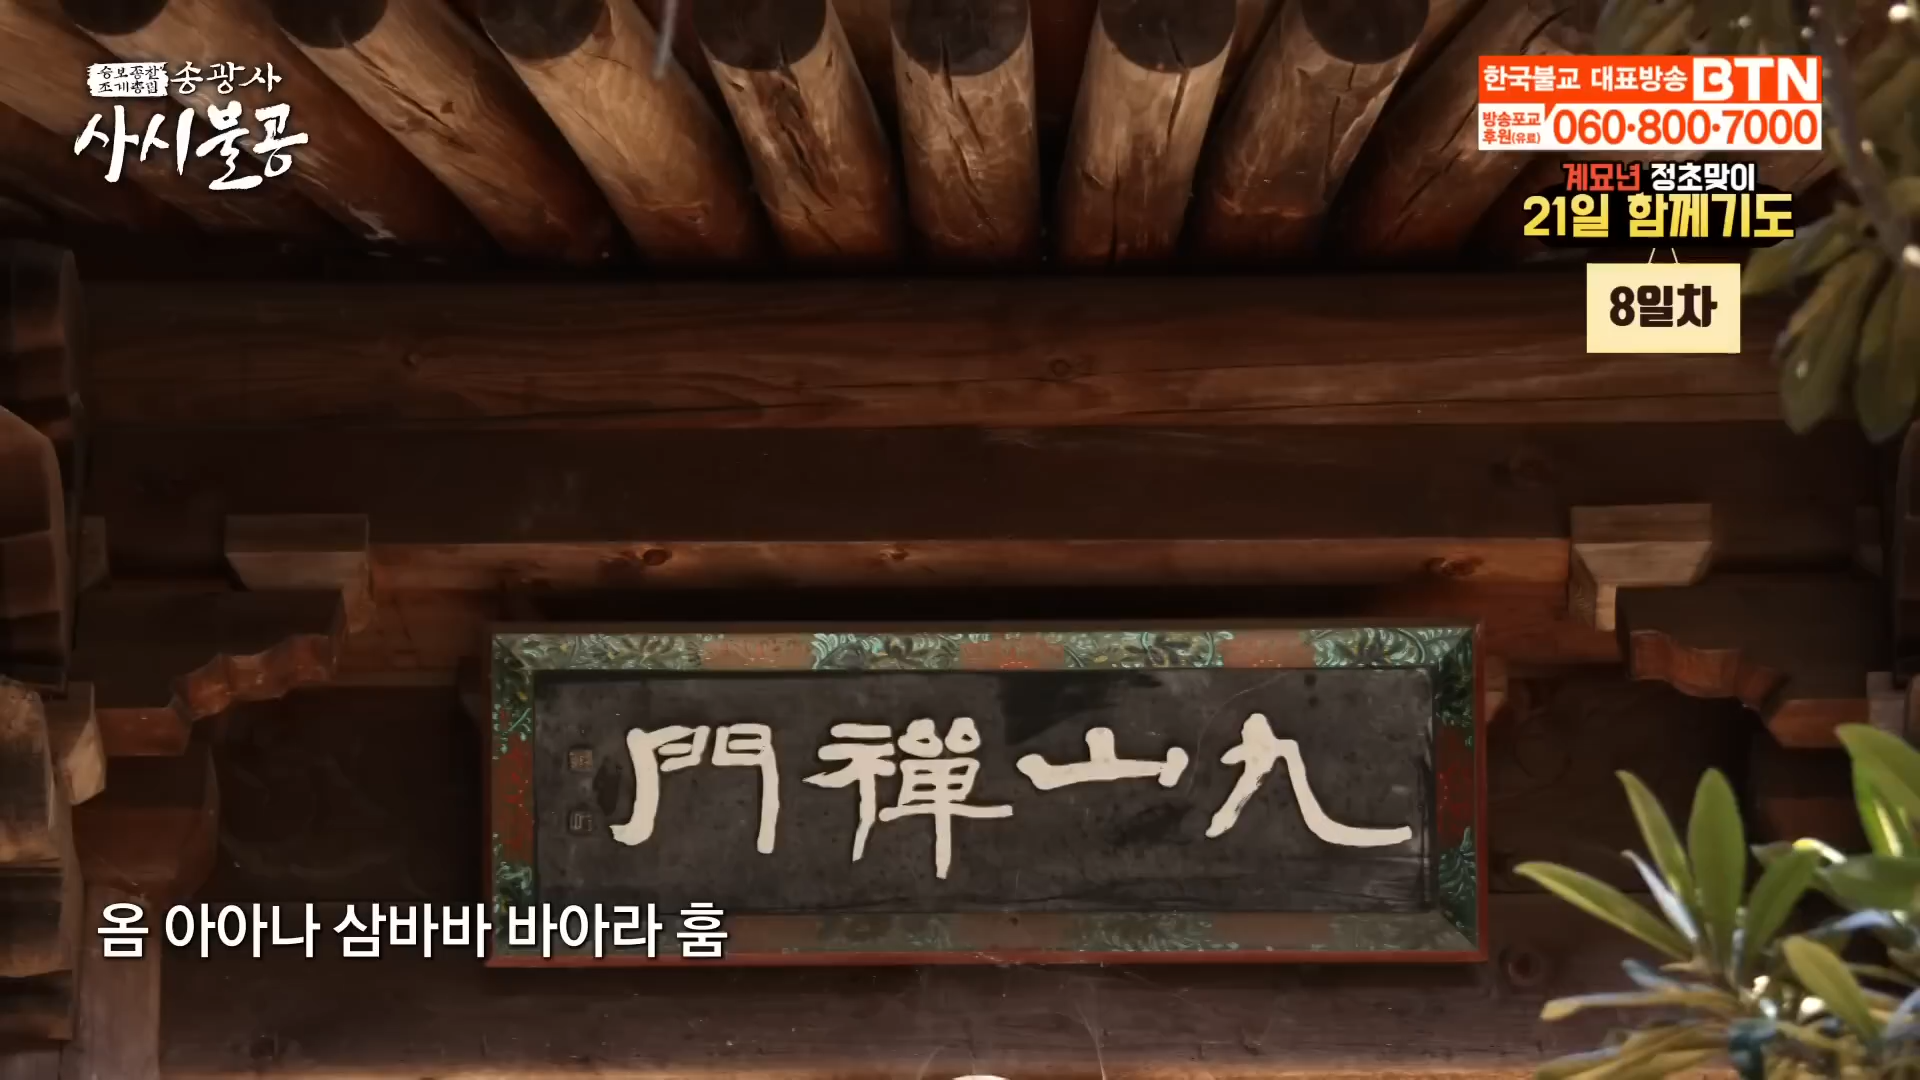 승보종찰
조계총림
송광사
사시불공
한국불교 대표방송 BTN
방송포교
후원(유료)
060·800·7000
계묘년 정초맞이
21일 함께기도
8일차
門禪山九
옴 아아나 삼바바 바아라 훔